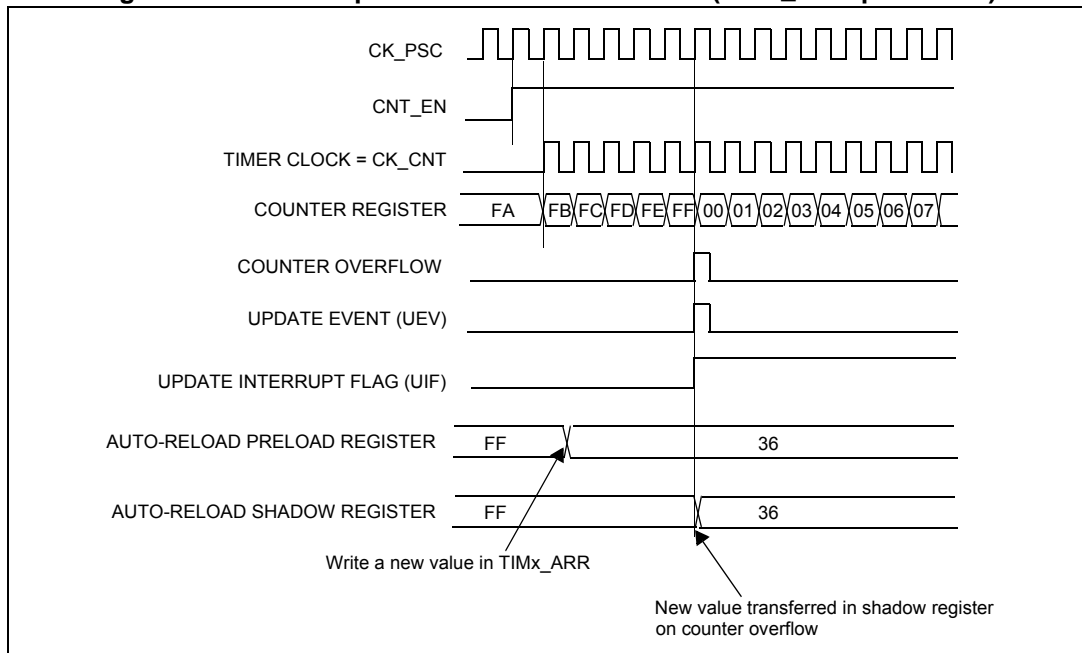 CK_PSC
CNT_EN
TIMER CLOCK = CK_CNT
COUNTER REGISTER FA FB FC FD FE FF 00 01 02 03 04 05 06 07
COUNTER OVERFLOW
UPDATE EVENT (UEV)
UPDATE INTERRUPT FLAG (UIF)
AUTO-RELOAD PRELOAD REGISTER FF 36
AUTO-RELOAD SHADOW REGISTER FF 36
Write a new value in TIMx_ARR
New value transferred in shadow register
on counter overflow